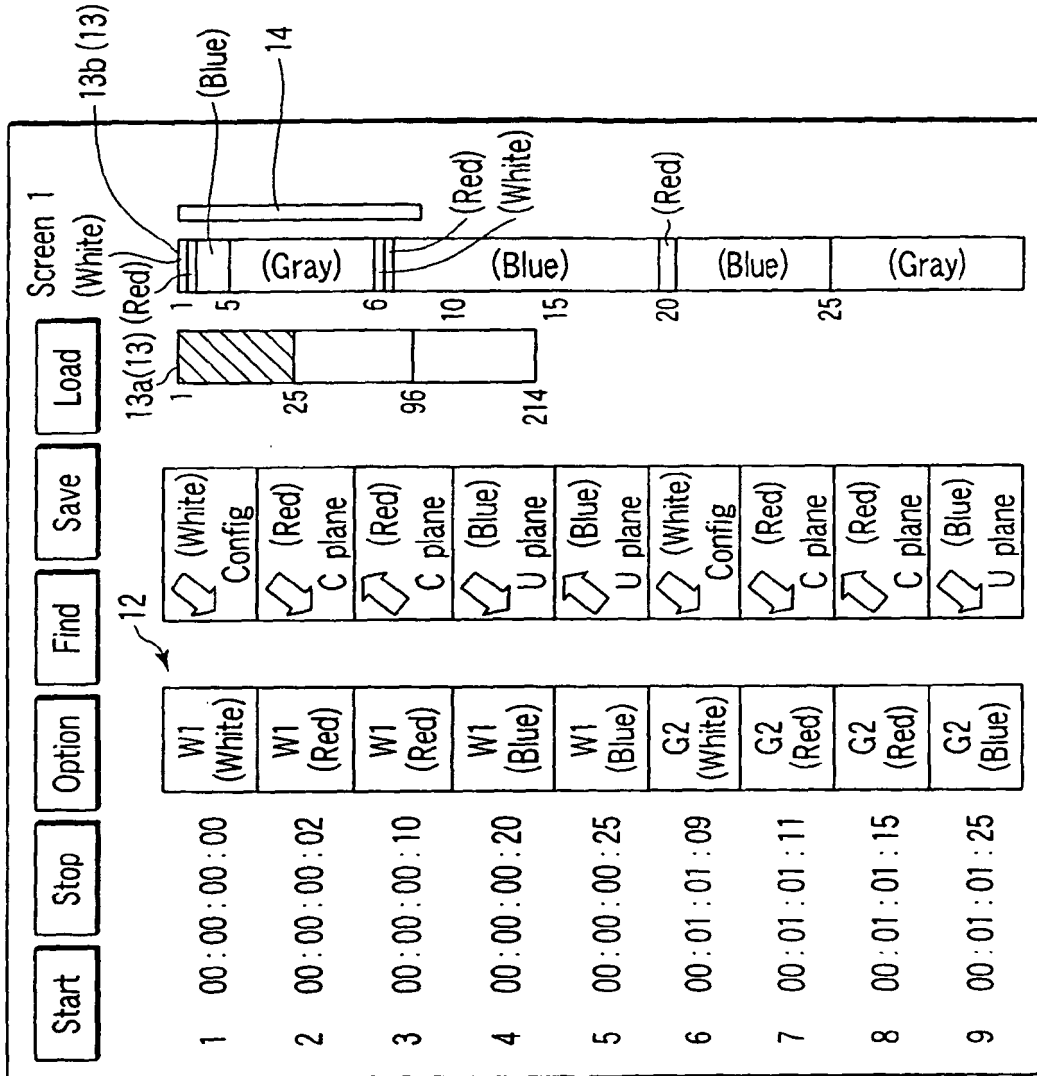 Start Stop Option Find Save Load
Screen 1
12
1 00:00:00:00 W1 (White) (White) Config
2 00:00:00:02 W1 (Red) (Red) C plane
3 00:00:00:10 W1 (Red) (Red) C plane
4 00:00:00:20 W1 (Blue) (Blue) U plane
5 00:00:00:25 W1 (Blue) (Blue) U plane
6 00:01:01:09 G2 (White) (White) Config
7 00:01:01:11 G2 (Red) (Red) C plane
8 00:01:01:15 G2 (Red) (Red) C plane
9 00:01:01:25 G2 (Blue) (Blue) U plane
13a(13)
1
25
96
214
(White)
(Red)
13b(13)
(Blue)
14
1
5
(Gray)
6
(Red)
(White)
10
(Blue)
15
20
(Red)
(Blue)
25
(Gray)